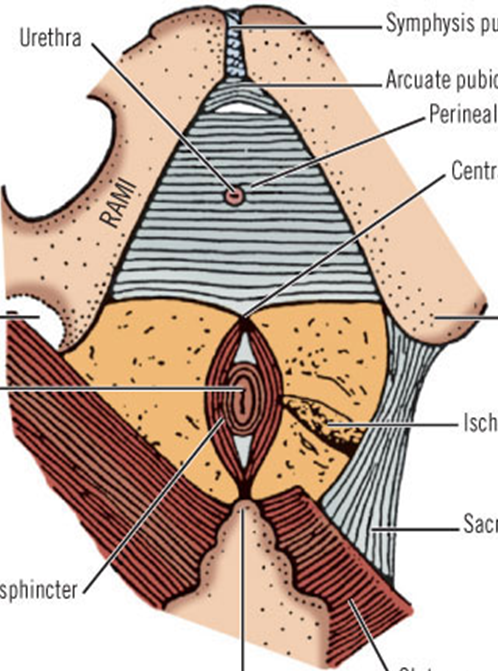 Urethra
Symphysis pu
Arcuate pubic
Perineal
Centr
RAMI
Isch
Sacr
sphincter